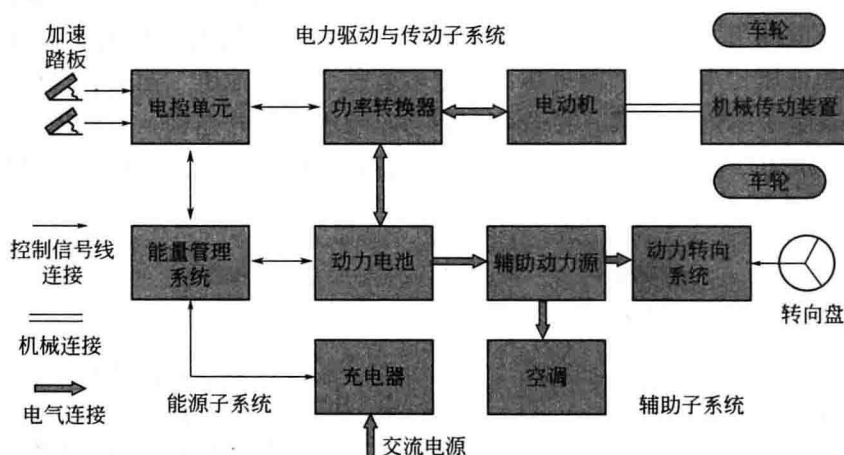 加速
踏板
电力驱动与传动子系统
车轮
电控单元
功率转换器
电动机
机械传动装置
车轮
控制信号线
连接
能量管理
系统
动力电池
辅助动力源
动力转向
系统
转向盘
机械连接
充电器
空调
电气连接
能源子系统
辅助子系统
交流电源